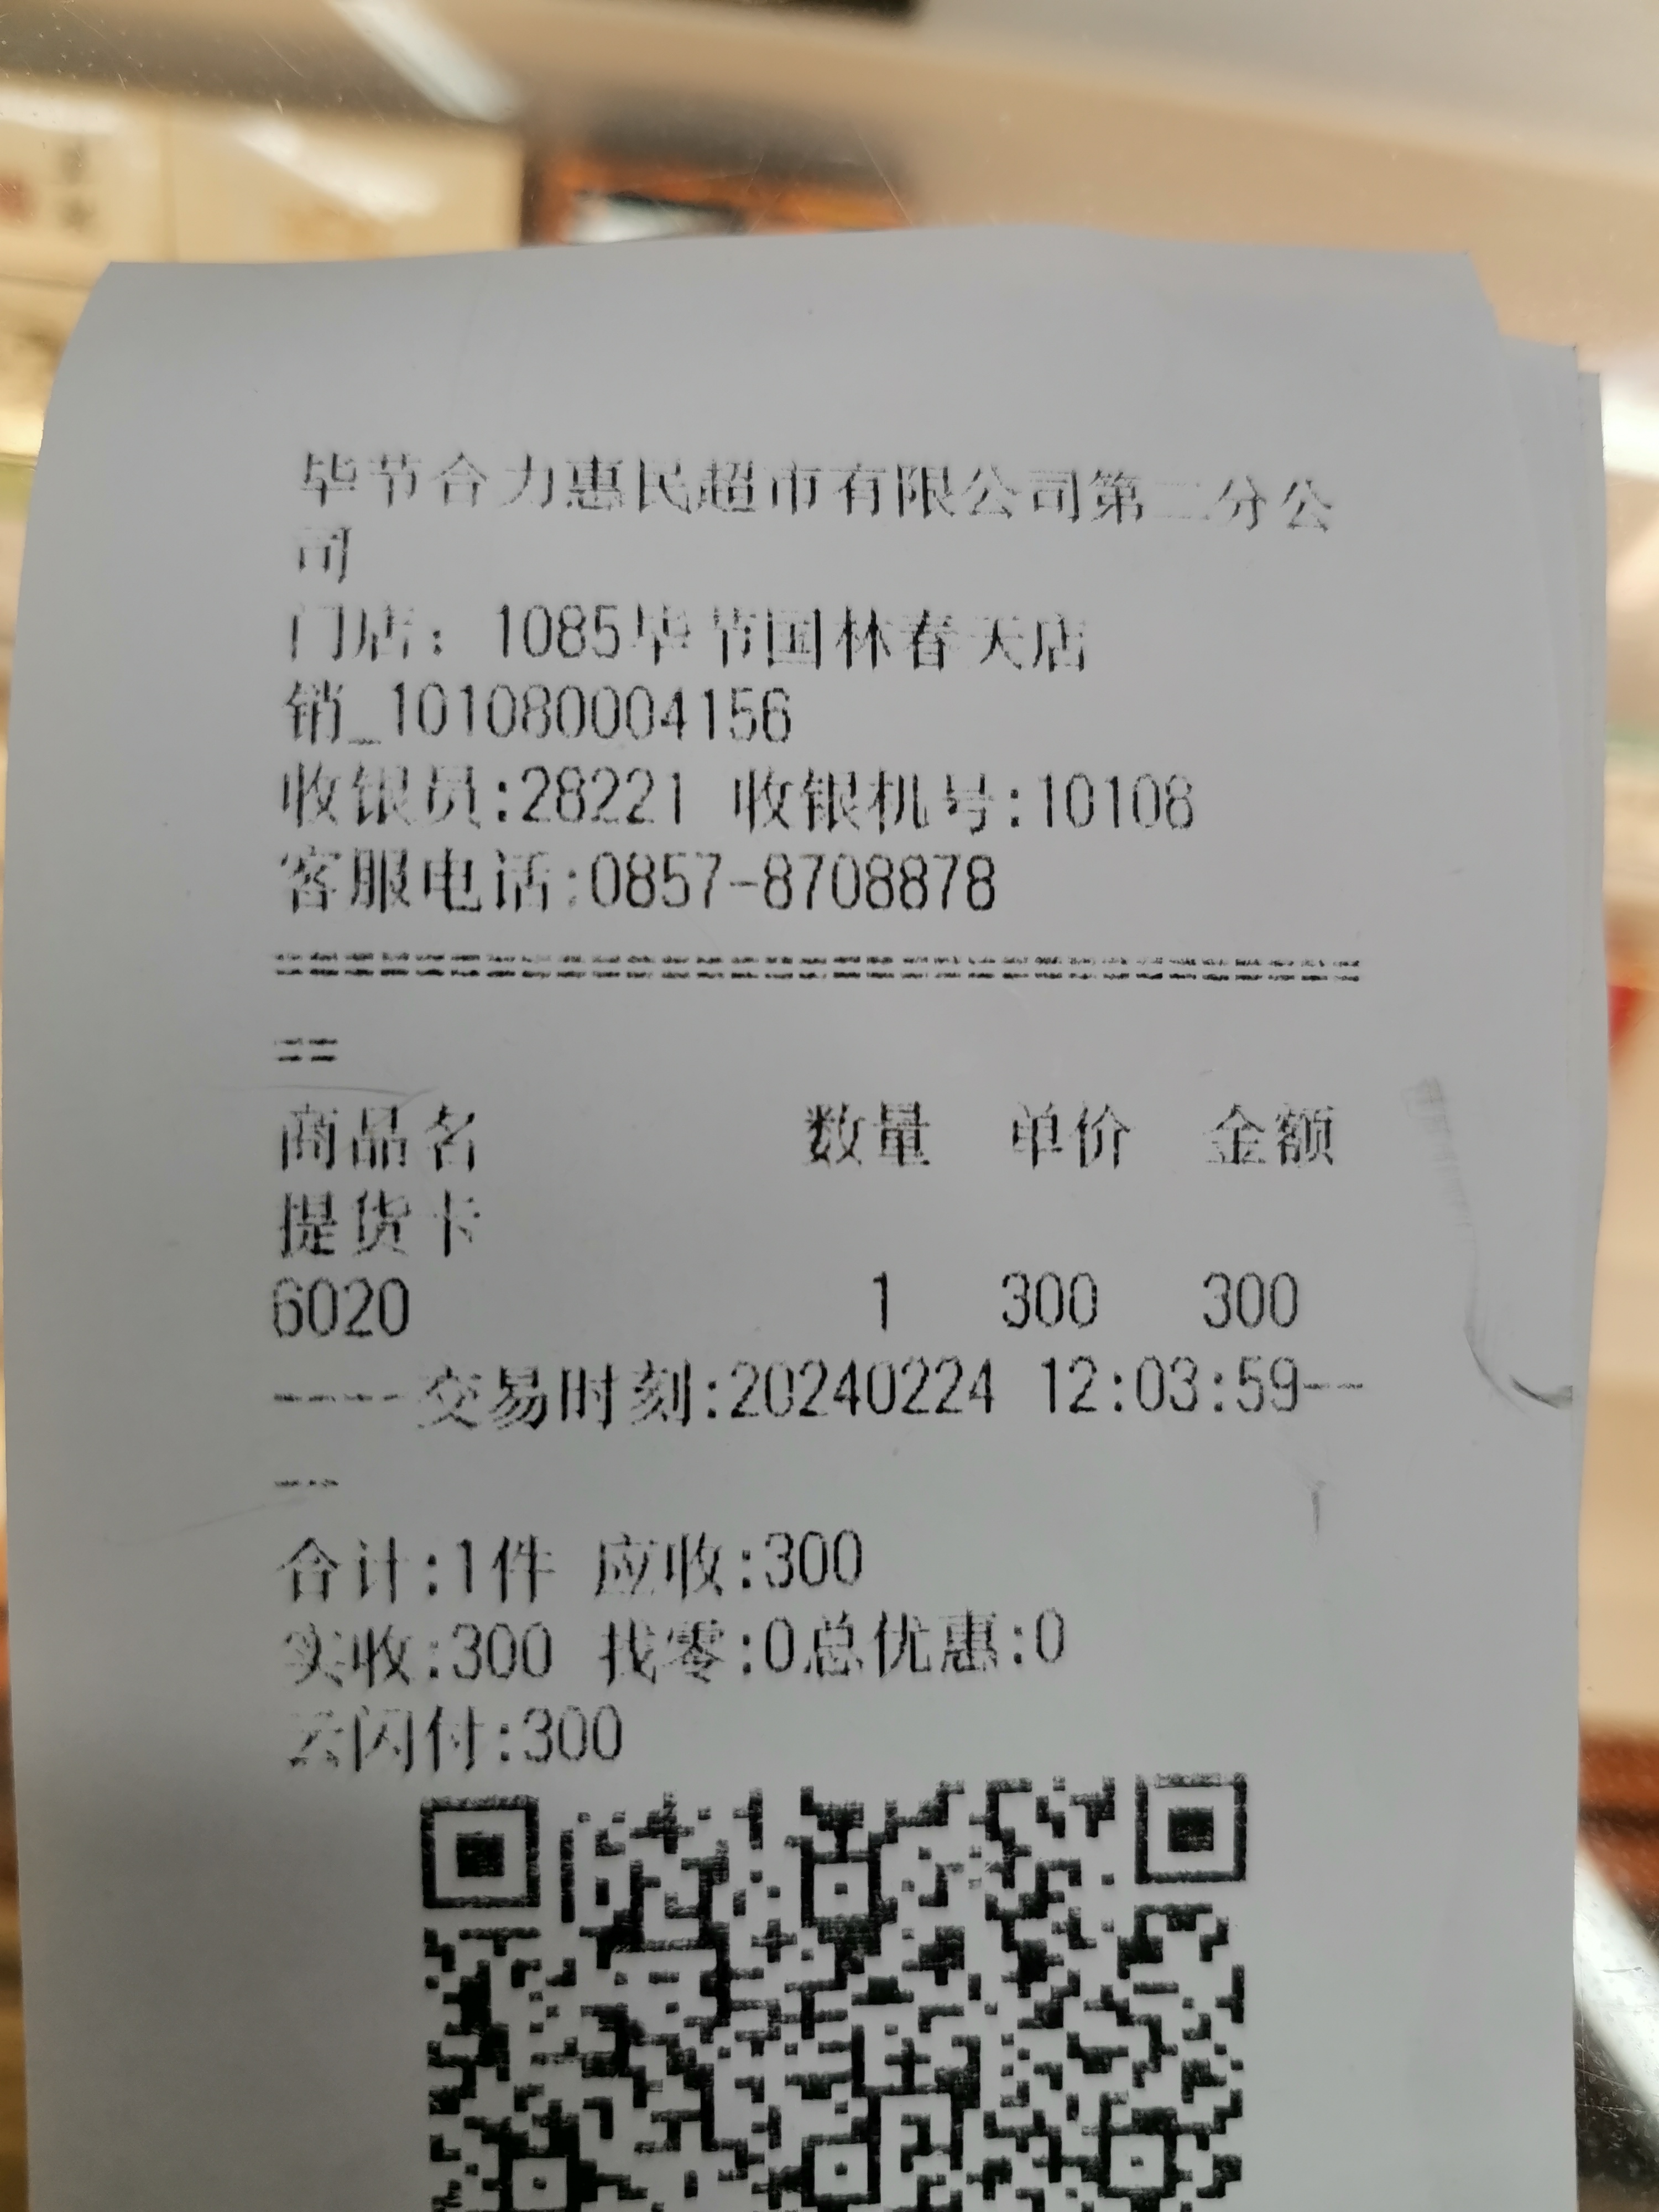 毕节合力惠民超市有限公司第二分公
司
门店：1085毕节国林春天店
销_101080004156
收银员:28221 收银机号:10108
客服电话:0857-8708878
===============================
==
商品名 数量 单价 金额
提货卡
6020 1 300 300
----交易时刻:20240224 12:03:59--
--
合计:1件 应收:300
实收:300 找零:0总优惠:0
云闪付:300